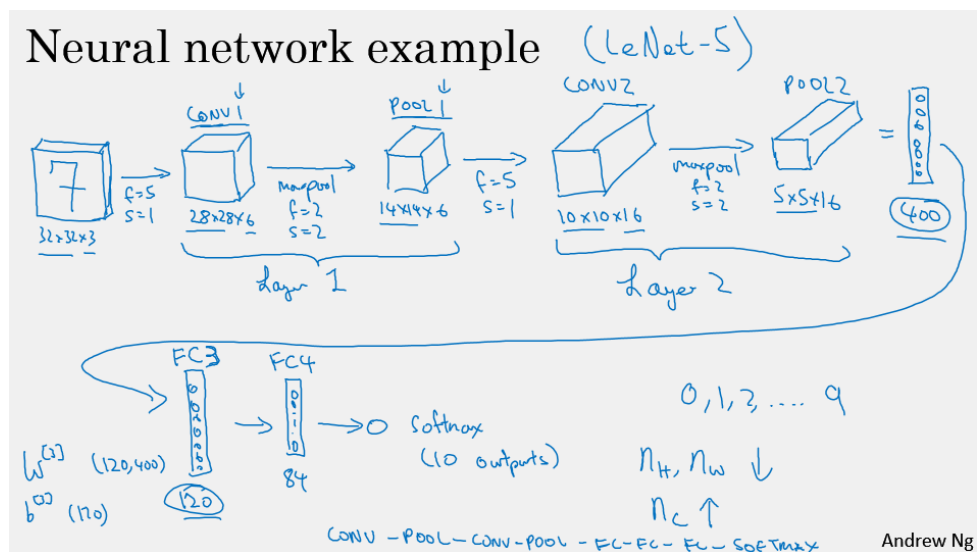 Neural network example (LeNet-5)
CONV1 POOL1 CONV2 POOL2
7
f=5
s=1
maxpool
f=2
s=2
f=5
s=1
maxpool
f=2
s=2
=
32x32x3 28x28x6 14x14x6 10x10x16 5x5x16 400
Layer 1 Layer 2
FC3 FC4
0,1,2,.... 9
Softmax
(10 outputs)
W[3] (120,400)
b[3] (120)
120 84
nH, nW ↓
nC ↑
CONV-POOL-CONV-POOL-FC-FC-FC-SOFTMAX
Andrew Ng